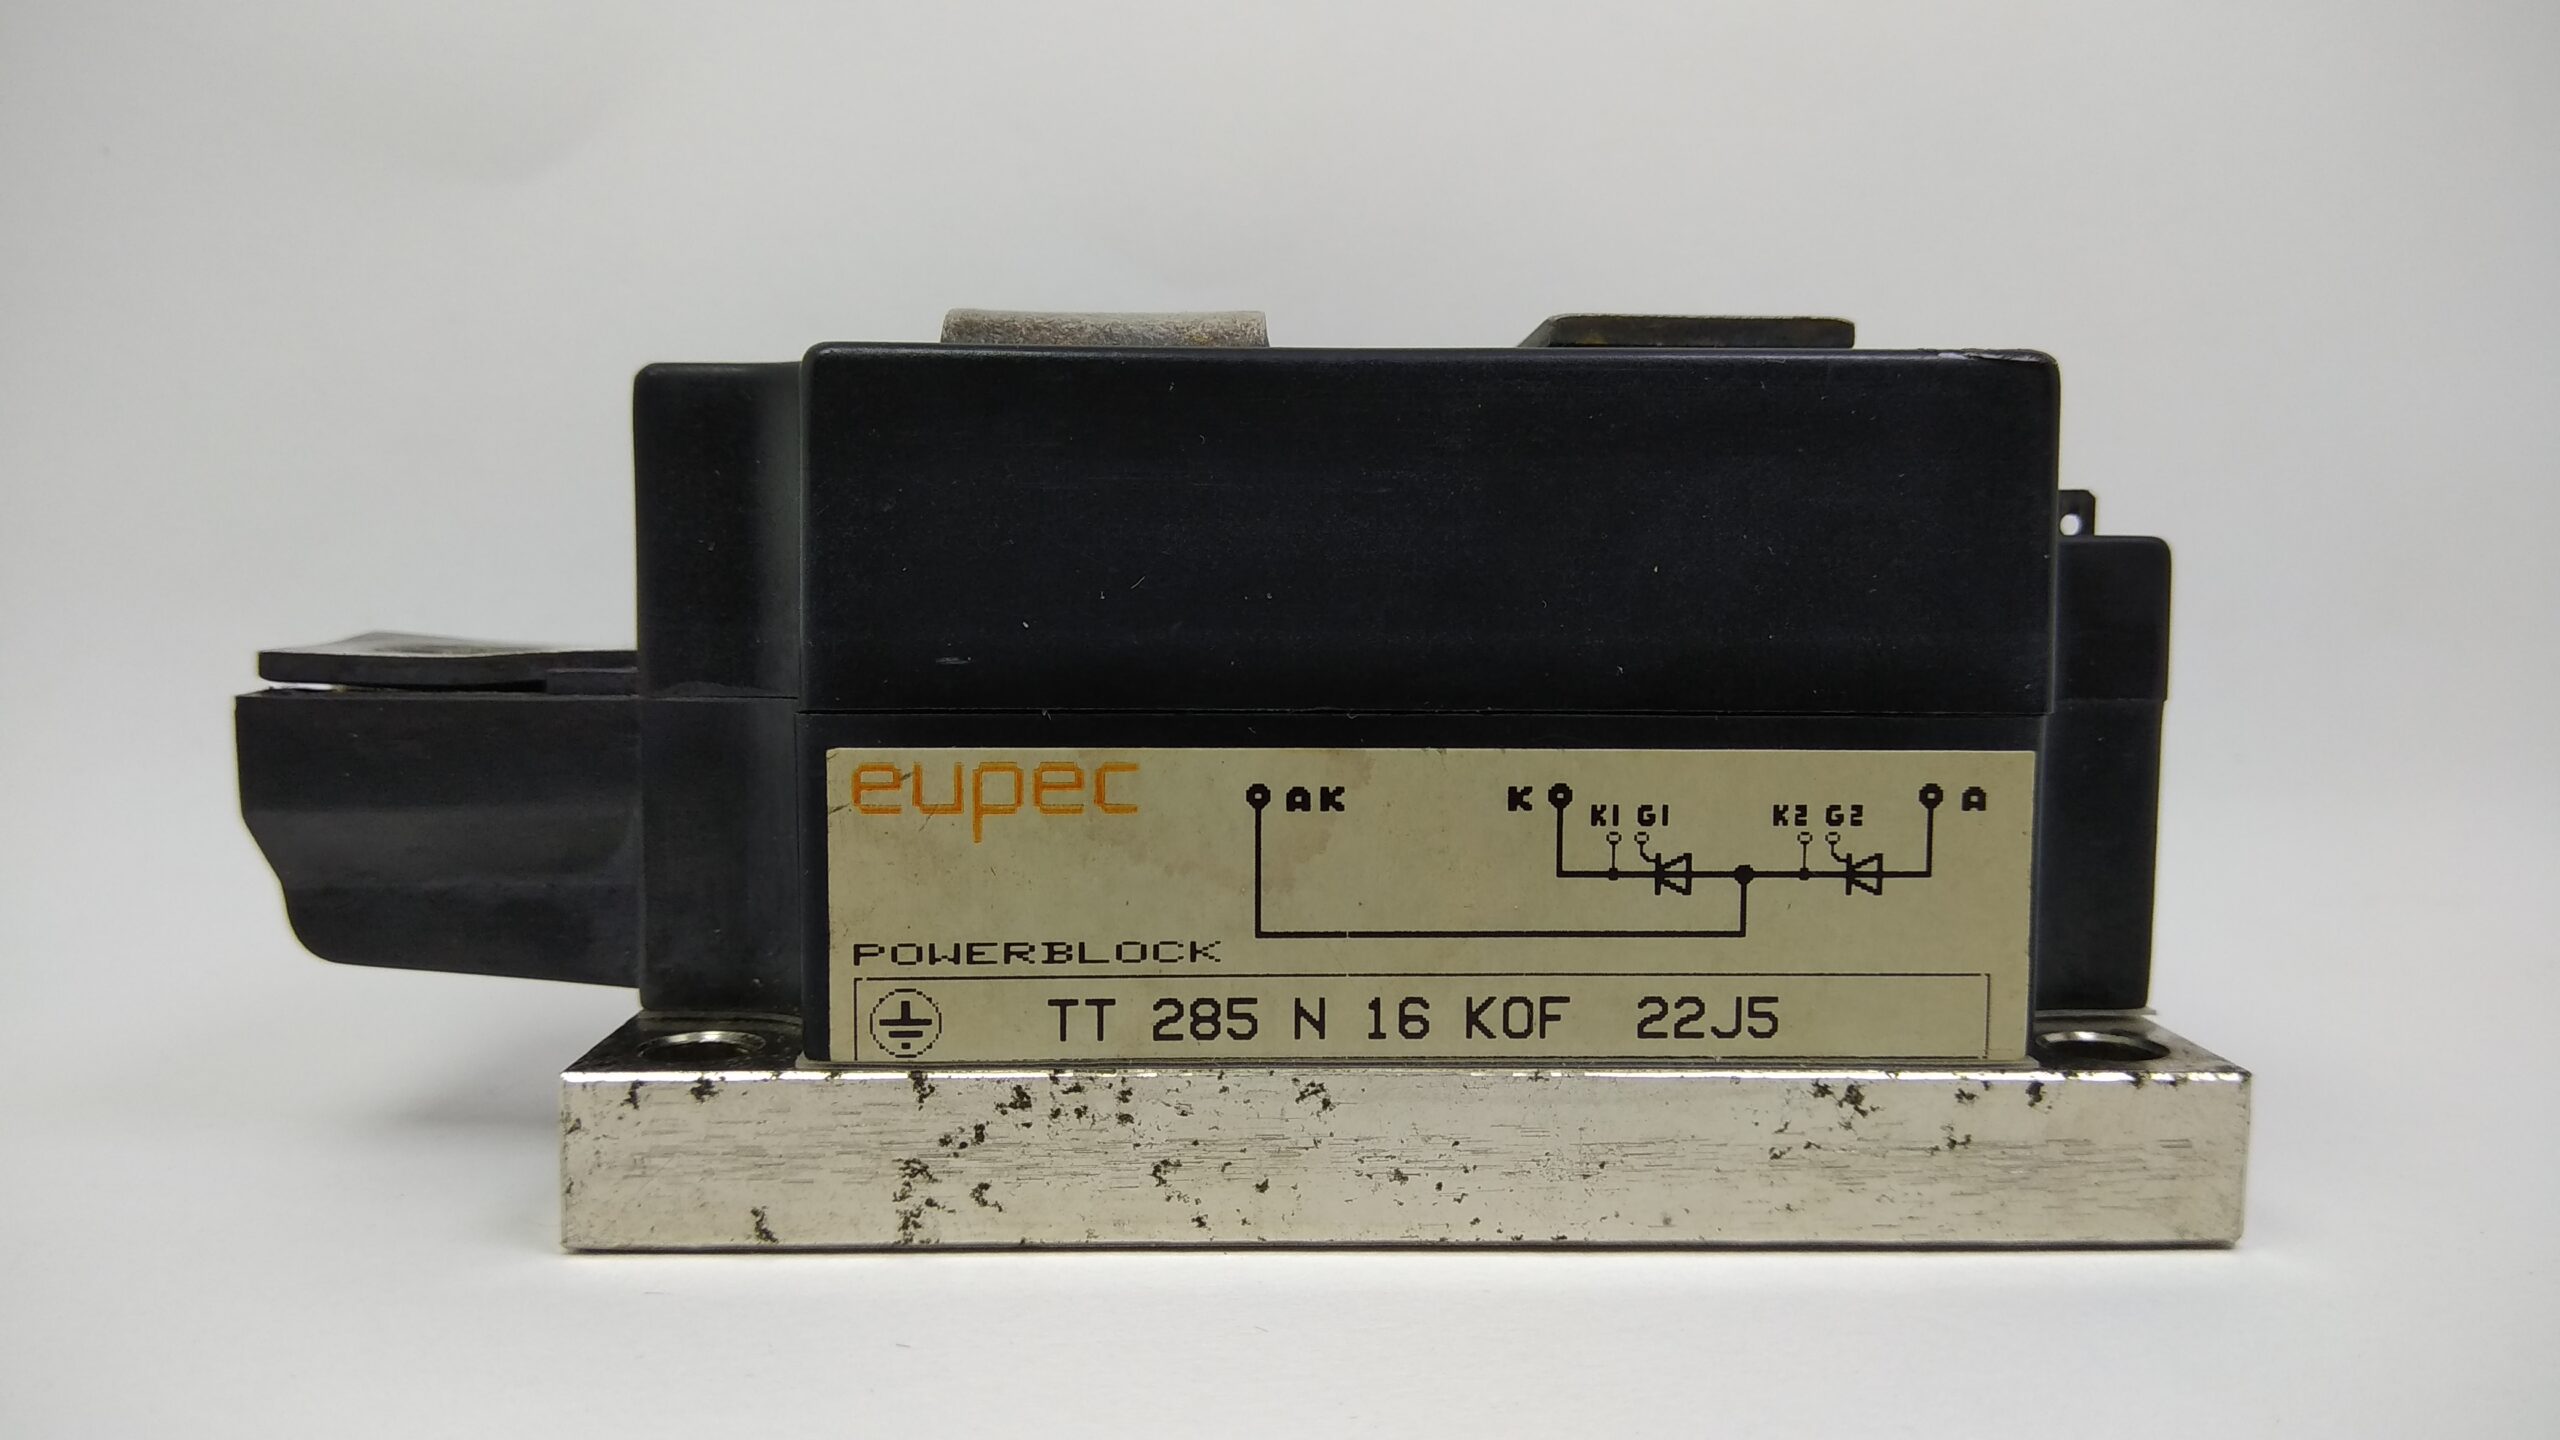 eupec
AK K A
K1 G1 K2 G2
POWERBLOCK
TT 285 N 16 KOF 22J5